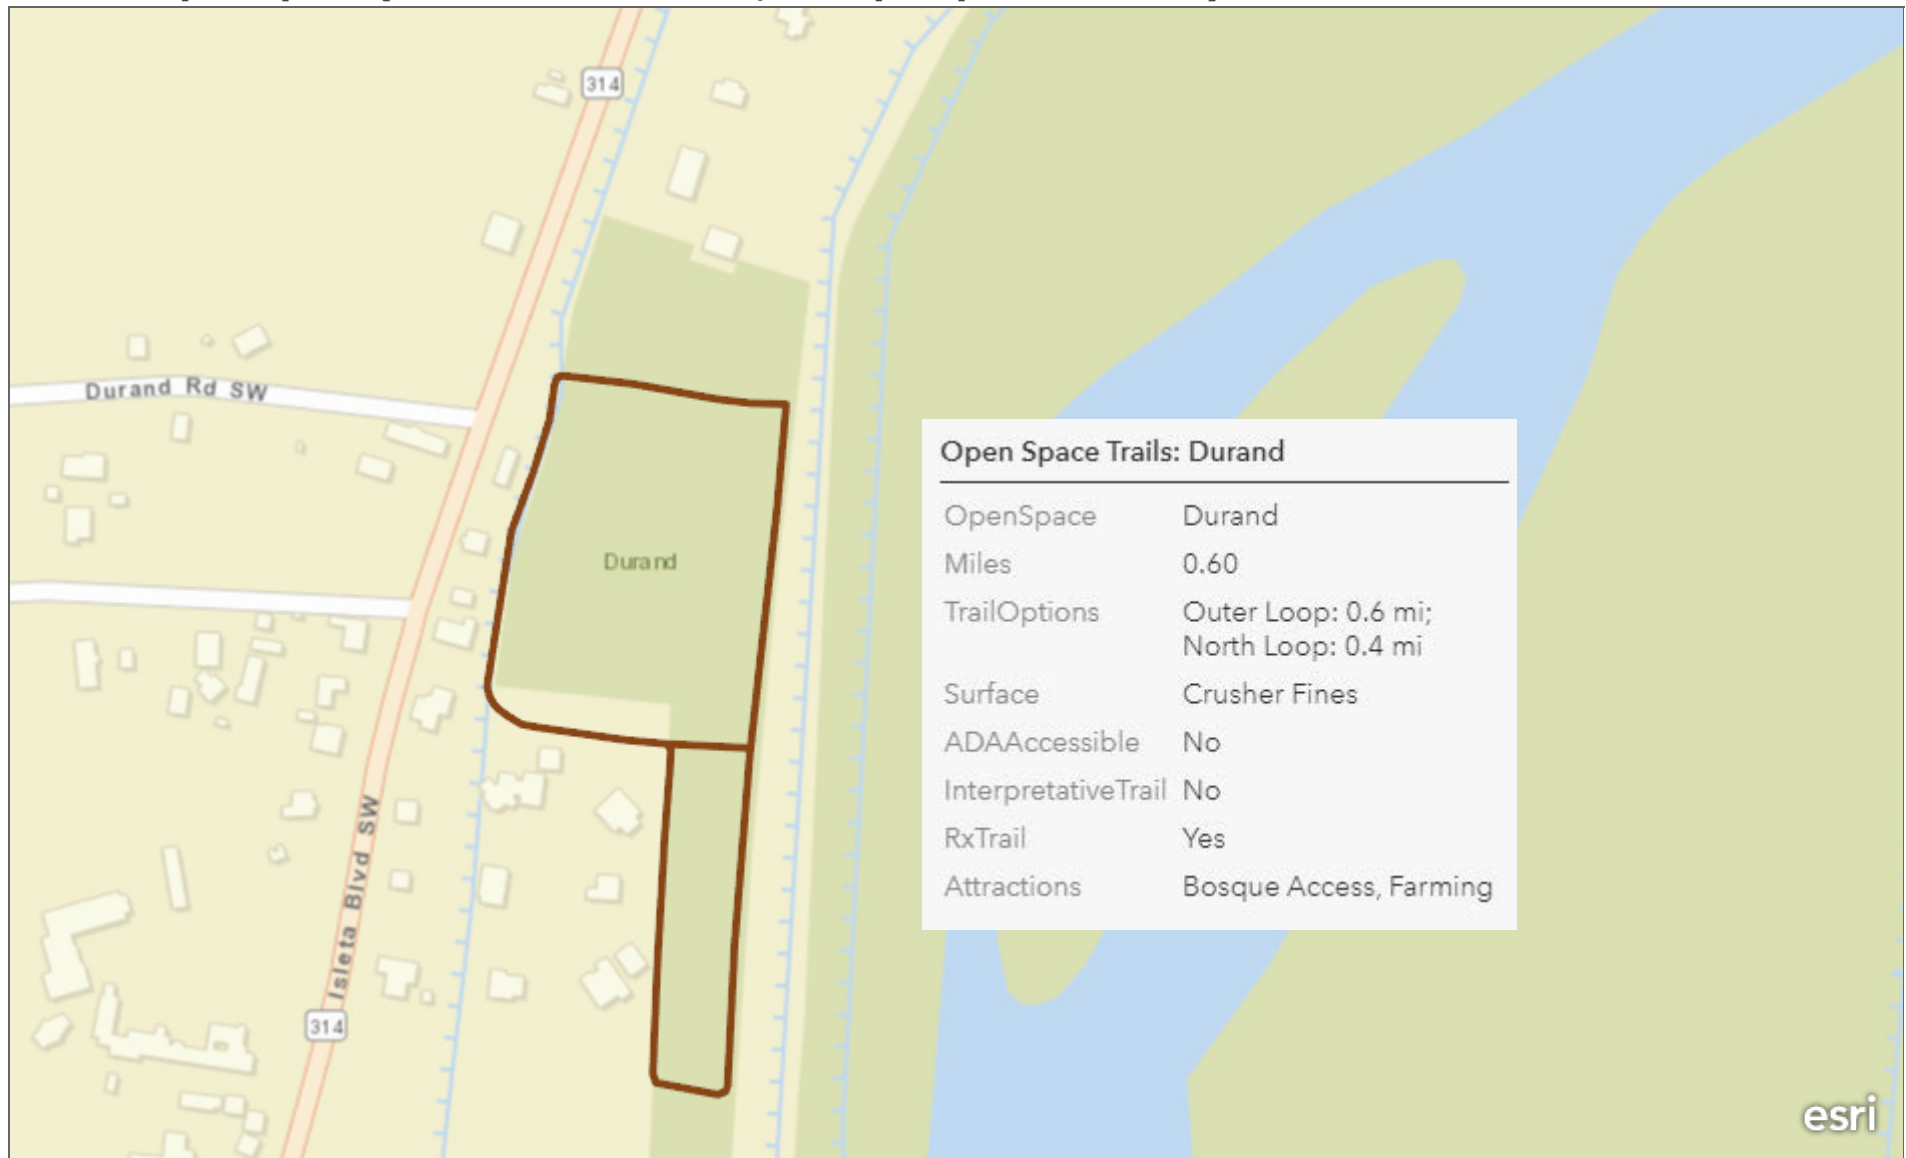 314
Durand Rd SW
Durand
Isleta Blvd SW
314
Open Space Trails: Durand
OpenSpace Durand
Miles 0.60
TrailOptions Outer Loop: 0.6 mi;
North Loop: 0.4 mi
Surface Crusher Fines
ADAAccessible No
InterpretativeTrail No
RxTrail Yes
Attractions Bosque Access, Farming
esri